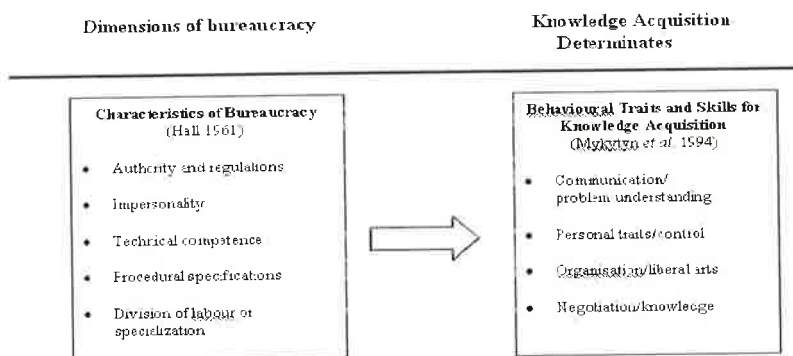 Dimensions of bureaucracy
Knowledge Acquisition
Determinates
Characteristics of Bureaucracy
(Hall 1961)
• Authority and regulations
• Impersonality
• Technical competence
• Procedural specifications
• Division of labour or
specialization
Behavioural Traits and Skills for
Knowledge Acquisition
(Mykytyn et al. 1994)
• Communication/
problem understanding
• Personal traits/control
• Organisation/liberal arts
• Negotiation/knowledge